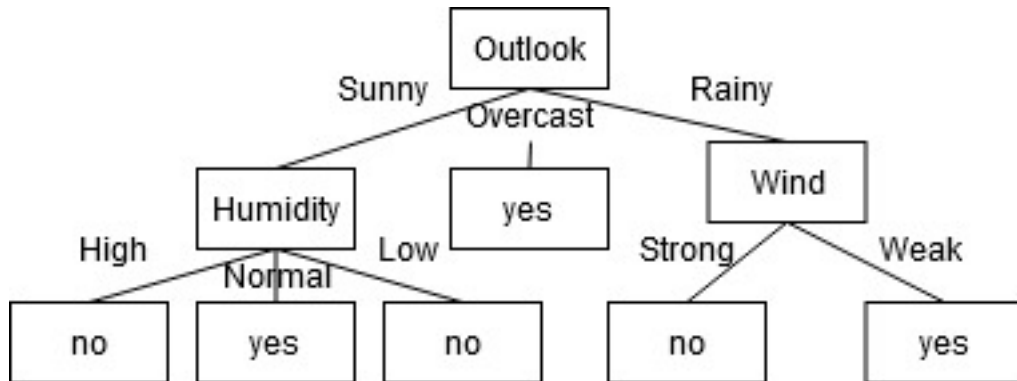 Outlook
Sunny
Overcast
Rainy
Humidity
yes
Wind
High
Normal
Low
Strong
Weak
no
yes
no
no
yes